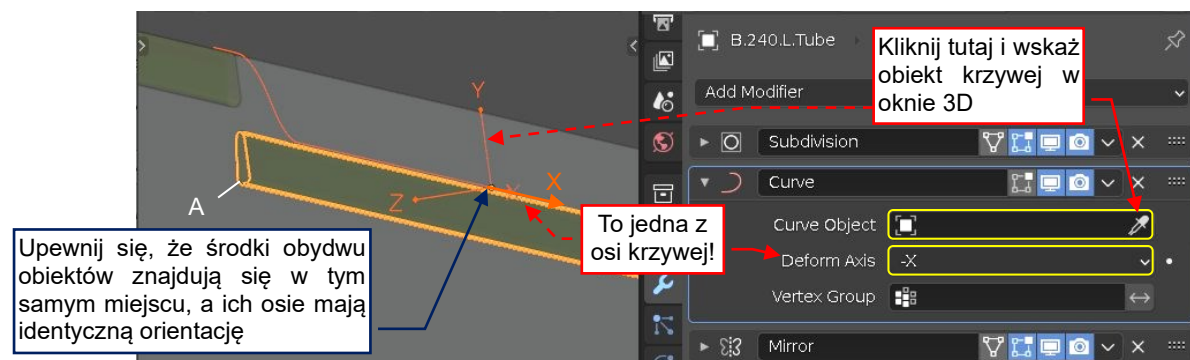 B.240.L.Tube
Kliknij tutaj i wskaż
obiekt krzywej w
oknie 3D
Add Modifier
Y
Subdivision
Curve
X
X
Z
A
To jedna z
osi krzywej!
Curve Object
Deform Axis
-X
Vertex Group
Upewnij się, że środki obydwu
obiektów znajdują się w tym
samym miejscu, a ich osie mają
identyczną orientację
Mirror